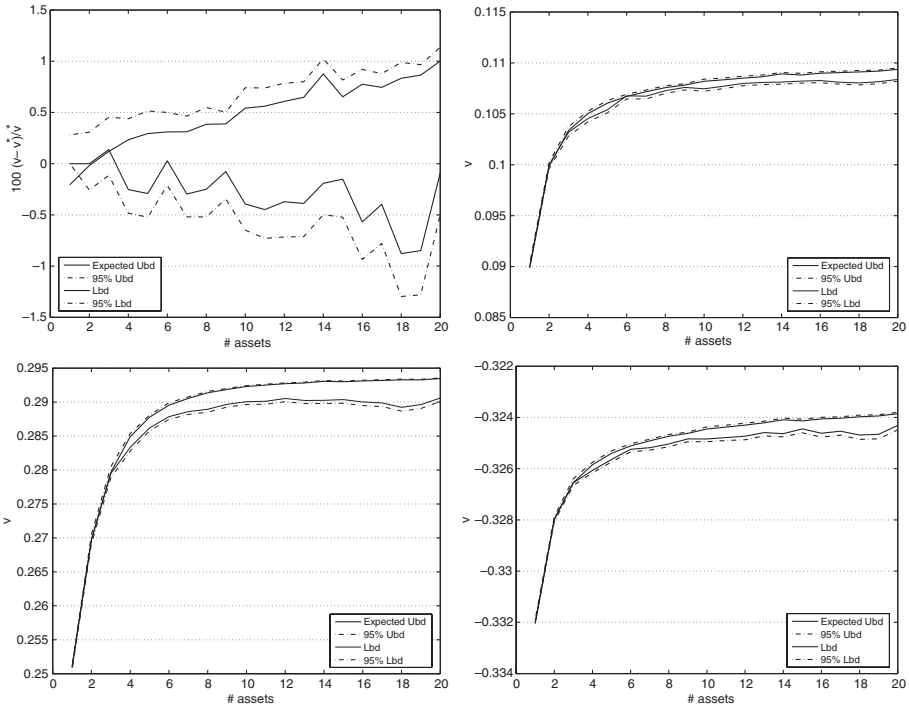 1.5
1
0.5
0
−0.5
−1
−1.5
100 (v− v*)/v*
0 2 4 6 8 10 12 14 16 18 20
# assets
Expected Ubd
95% Ubd
Lbd
95% Lbd
0.115
0.11
0.105
0.1
0.095
0.09
0.085
v
0 2 4 6 8 10 12 14 16 18 20
# assets
Expected Ubd
95% Ubd
Lbd
95% Lbd
0.295
0.29
0.285
0.28
0.275
0.27
0.265
0.26
0.255
0.25
v
0 2 4 6 8 10 12 14 16 18 20
# assets
Expected Ubd
95% Ubd
Lbd
95% Lbd
−0.322
−0.324
−0.326
−0.328
−0.33
−0.332
−0.334
v
0 2 4 6 8 10 12 14 16 18 20
# assets
Expected Ubd
95% Ubd
Lbd
95% Lbd